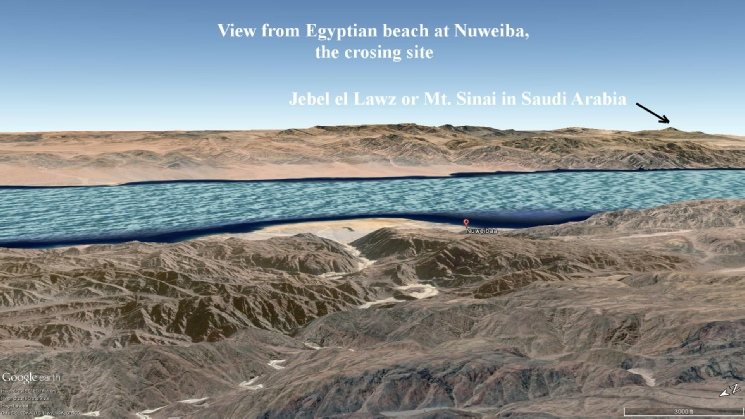 View from Egyptian beach at Nuweiba,
the crosing site
Jebel el Lawz or Mt. Sinai in Saudi Arabia
Google earth